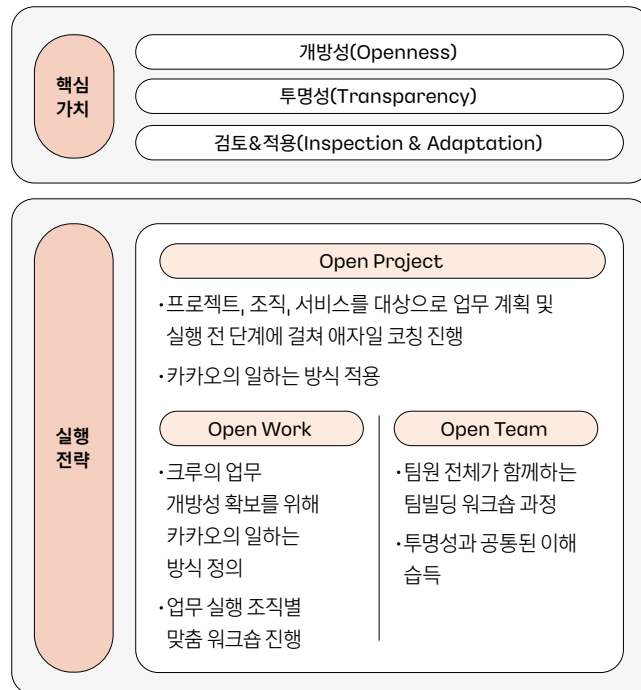 핵심
가치
개방성(Openness)
투명성(Transparency)
검토&적용(Inspection & Adaptation)
실행
전략
Open Project
·프로젝트, 조직, 서비스를 대상으로 업무 계획 및
실행 전 단계에 걸쳐 애자일 코칭 진행
·카카오의 일하는 방식 적용
Open Work
·크루의 업무
개방성 확보를 위해
카카오의 일하는
방식 정의
·업무 실행 조직별
맞춤 워크숍 진행
Open Team
·팀원 전체가 함께하는
팀빌딩 워크숍 과정
·투명성과 공통된 이해
습득